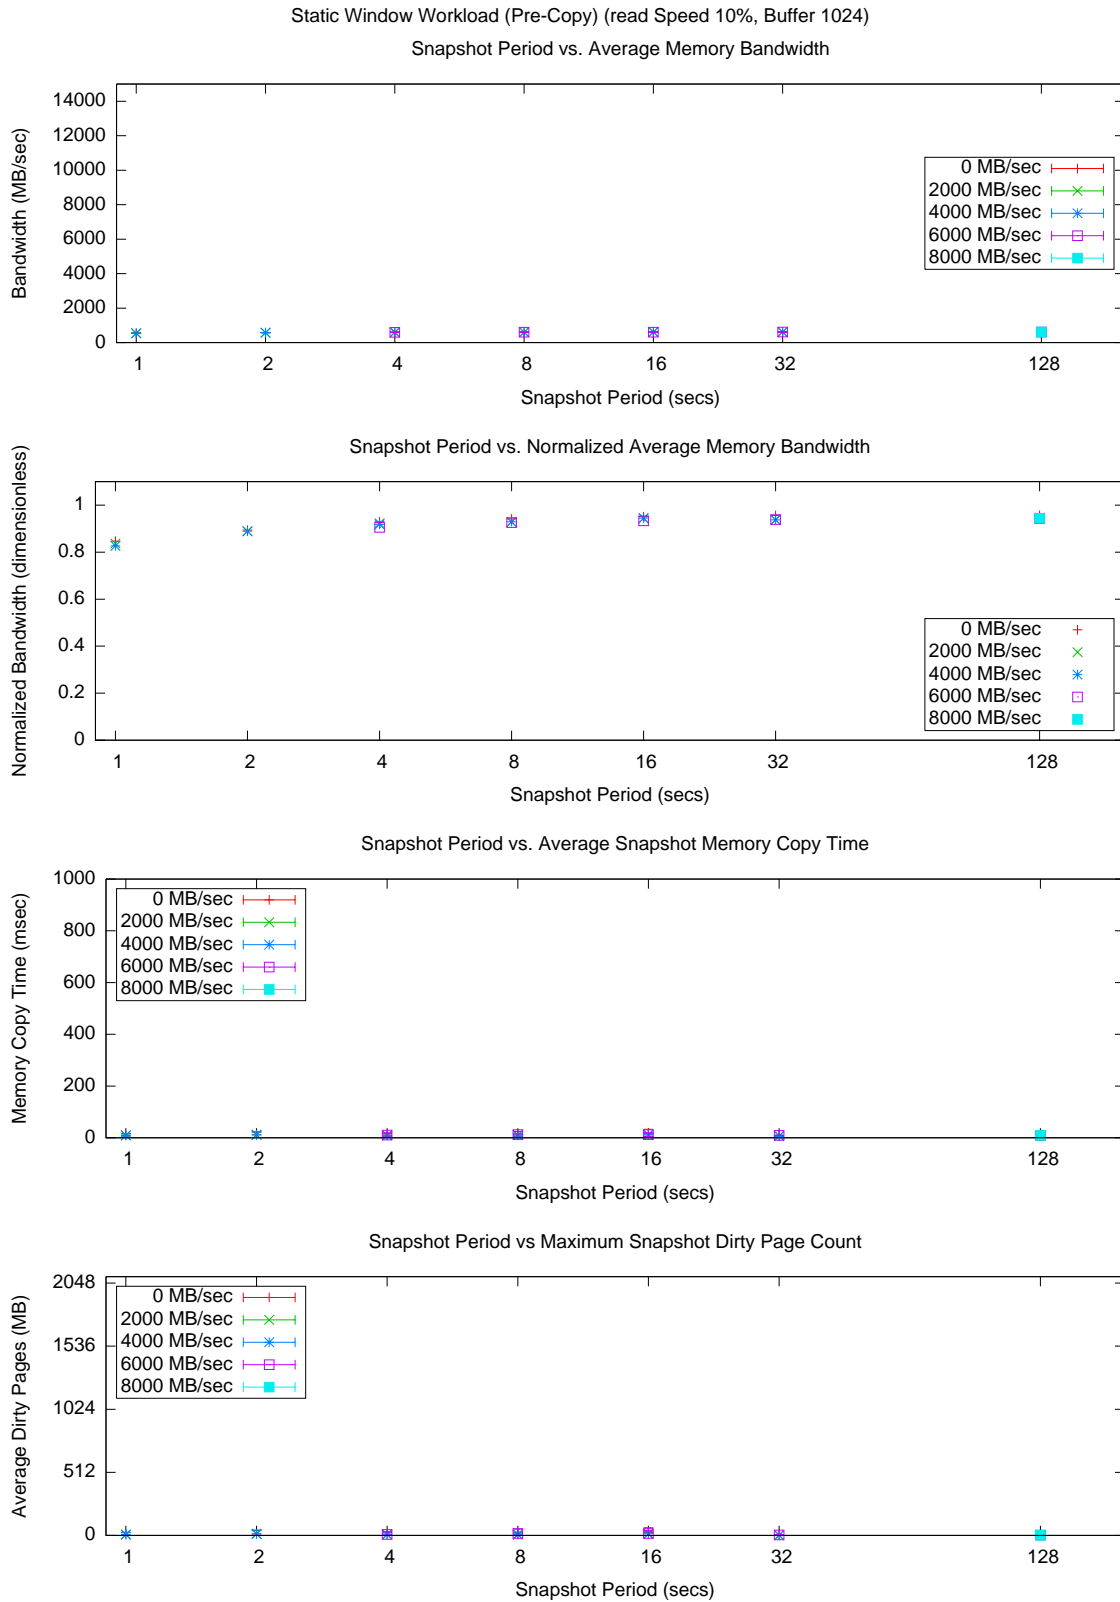 Static Window Workload (Pre-Copy) (read Speed 10%, Buffer 1024)
Snapshot Period vs. Average Memory Bandwidth
14000
12000
10000
8000
6000
4000
2000
0
Bandwidth (MB/sec)
0 MB/sec
2000 MB/sec
4000 MB/sec
6000 MB/sec
8000 MB/sec
1 2 4 8 16 32 128
Snapshot Period (secs)
Snapshot Period vs. Normalized Average Memory Bandwidth
1
0.8
0.6
0.4
0.2
0
Normalized Bandwidth (dimensionless)
0 MB/sec
2000 MB/sec
4000 MB/sec
6000 MB/sec
8000 MB/sec
1 2 4 8 16 32 128
Snapshot Period (secs)
Snapshot Period vs. Average Snapshot Memory Copy Time
1000
800
600
400
200
0
Memory Copy Time (msec)
0 MB/sec
2000 MB/sec
4000 MB/sec
6000 MB/sec
8000 MB/sec
1 2 4 8 16 32 128
Snapshot Period (secs)
Snapshot Period vs Maximum Snapshot Dirty Page Count
2048
1536
1024
512
0
Average Dirty Pages (MB)
0 MB/sec
2000 MB/sec
4000 MB/sec
6000 MB/sec
8000 MB/sec
1 2 4 8 16 32 128
Snapshot Period (secs)